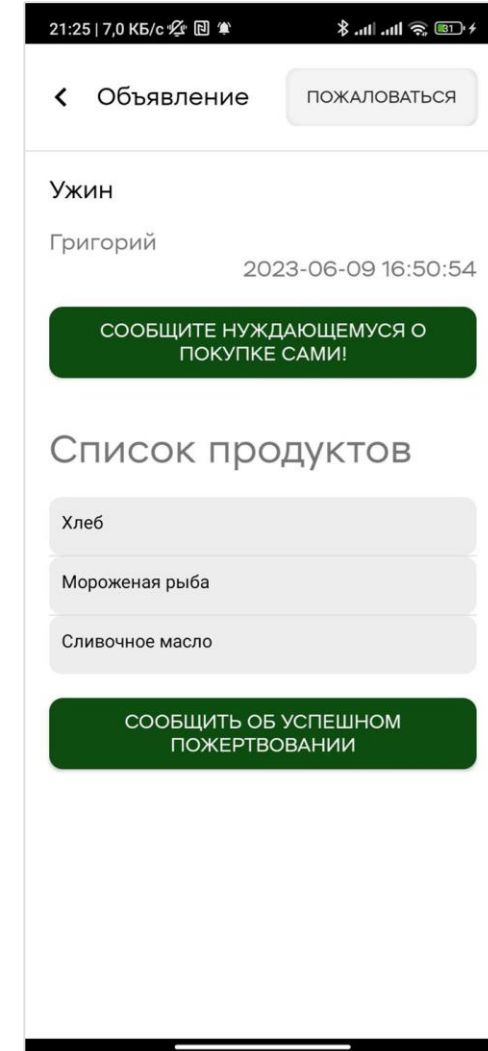 21:25 | 7,0 КБ/с
31
Объявление
ПОЖАЛОВАТЬСЯ
Ужин
Григорий
2023-06-09 16:50:54
СООБЩИТЕ НУЖДАЮЩЕМУСЯ О
ПОКУПКЕ САМИ!
Список продуктов
Хлеб
Мороженая рыба
Сливочное масло
СООБЩИТЬ ОБ УСПЕШНОМ
ПОЖЕРТВОВАНИИ